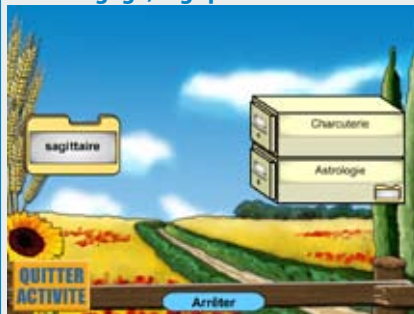 sagittaire
Charcuterie
Astrologie
QUITTER
ACTIVITE
Arrêter